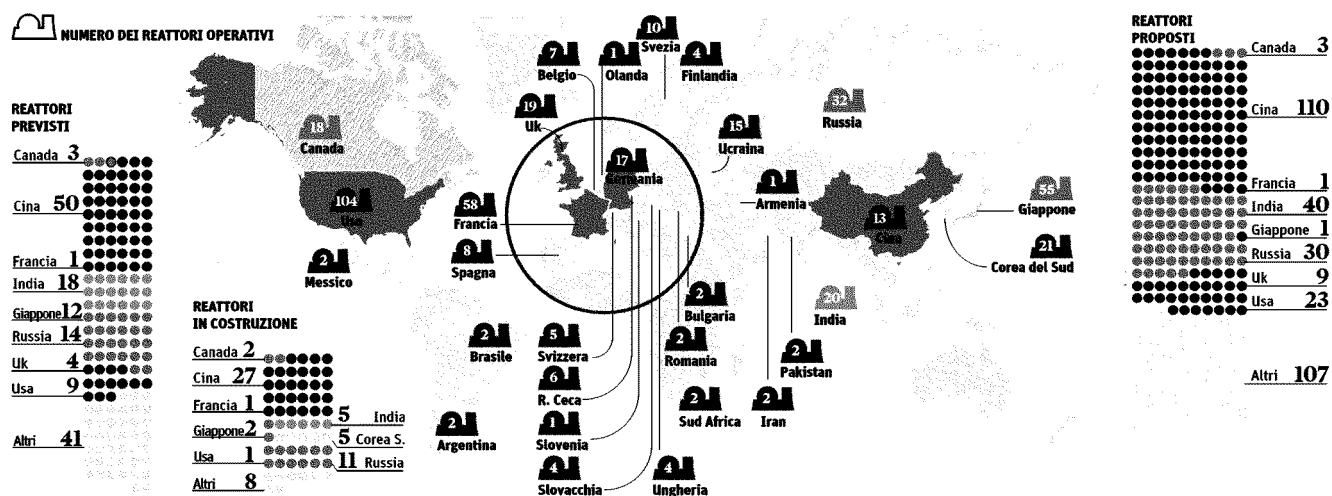 NUMERO DEI REATTORI OPERATIVI
REATTORI
PREVISTI
Canada 3
Cina 50
Francia 1
India 18
Giappone 12
Russia 14
Uk 4
Usa 9
Altri 41
REATTORI
IN COSTRUZIONE
Canada 2
Cina 27
Francia 1
Giappone 2
Usa 1
Altri 8
5 India
5 Corea S.
11 Russia
18
Canada
104
Usa
2
Messico
7
Belgio
1
Olanda
10
Svezia
4
Finlandia
19
Uk
17
Germania
15
Ucraina
32
Russia
58
Francia
8
Spagna
1
Armenia
13
Cina
55
Giappone
21
Corea del Sud
20
India
2
Bulgaria
2
Romania
2
Pakistan
2
Iran
2
Sud Africa
2
Brasile
2
Argentina
5
Svizzera
6
R. Ceca
1
Slovenia
4
Slovacchia
4
Ungheria
REATTORI
PROPOSTI
Canada 3
Cina 110
Francia 1
India 40
Giappone 1
Russia 30
Uk 9
Usa 23
Altri 107